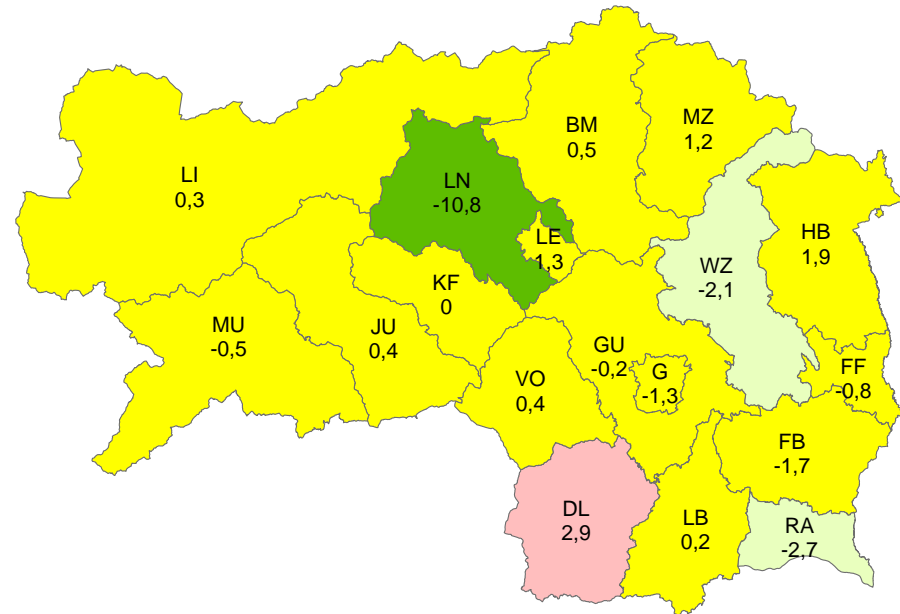 BM
0,5
MZ
1,2
LI
0,3
LN
-10,8
LE
1,3
HB
1,9
WZ
-2,1
KF
0
MU
-0,5
JU
0,4
GU
-0,2
G
-1,3
FF
-0,8
VO
0,4
FB
-1,7
DL
2,9
LB
0,2
RA
-2,7